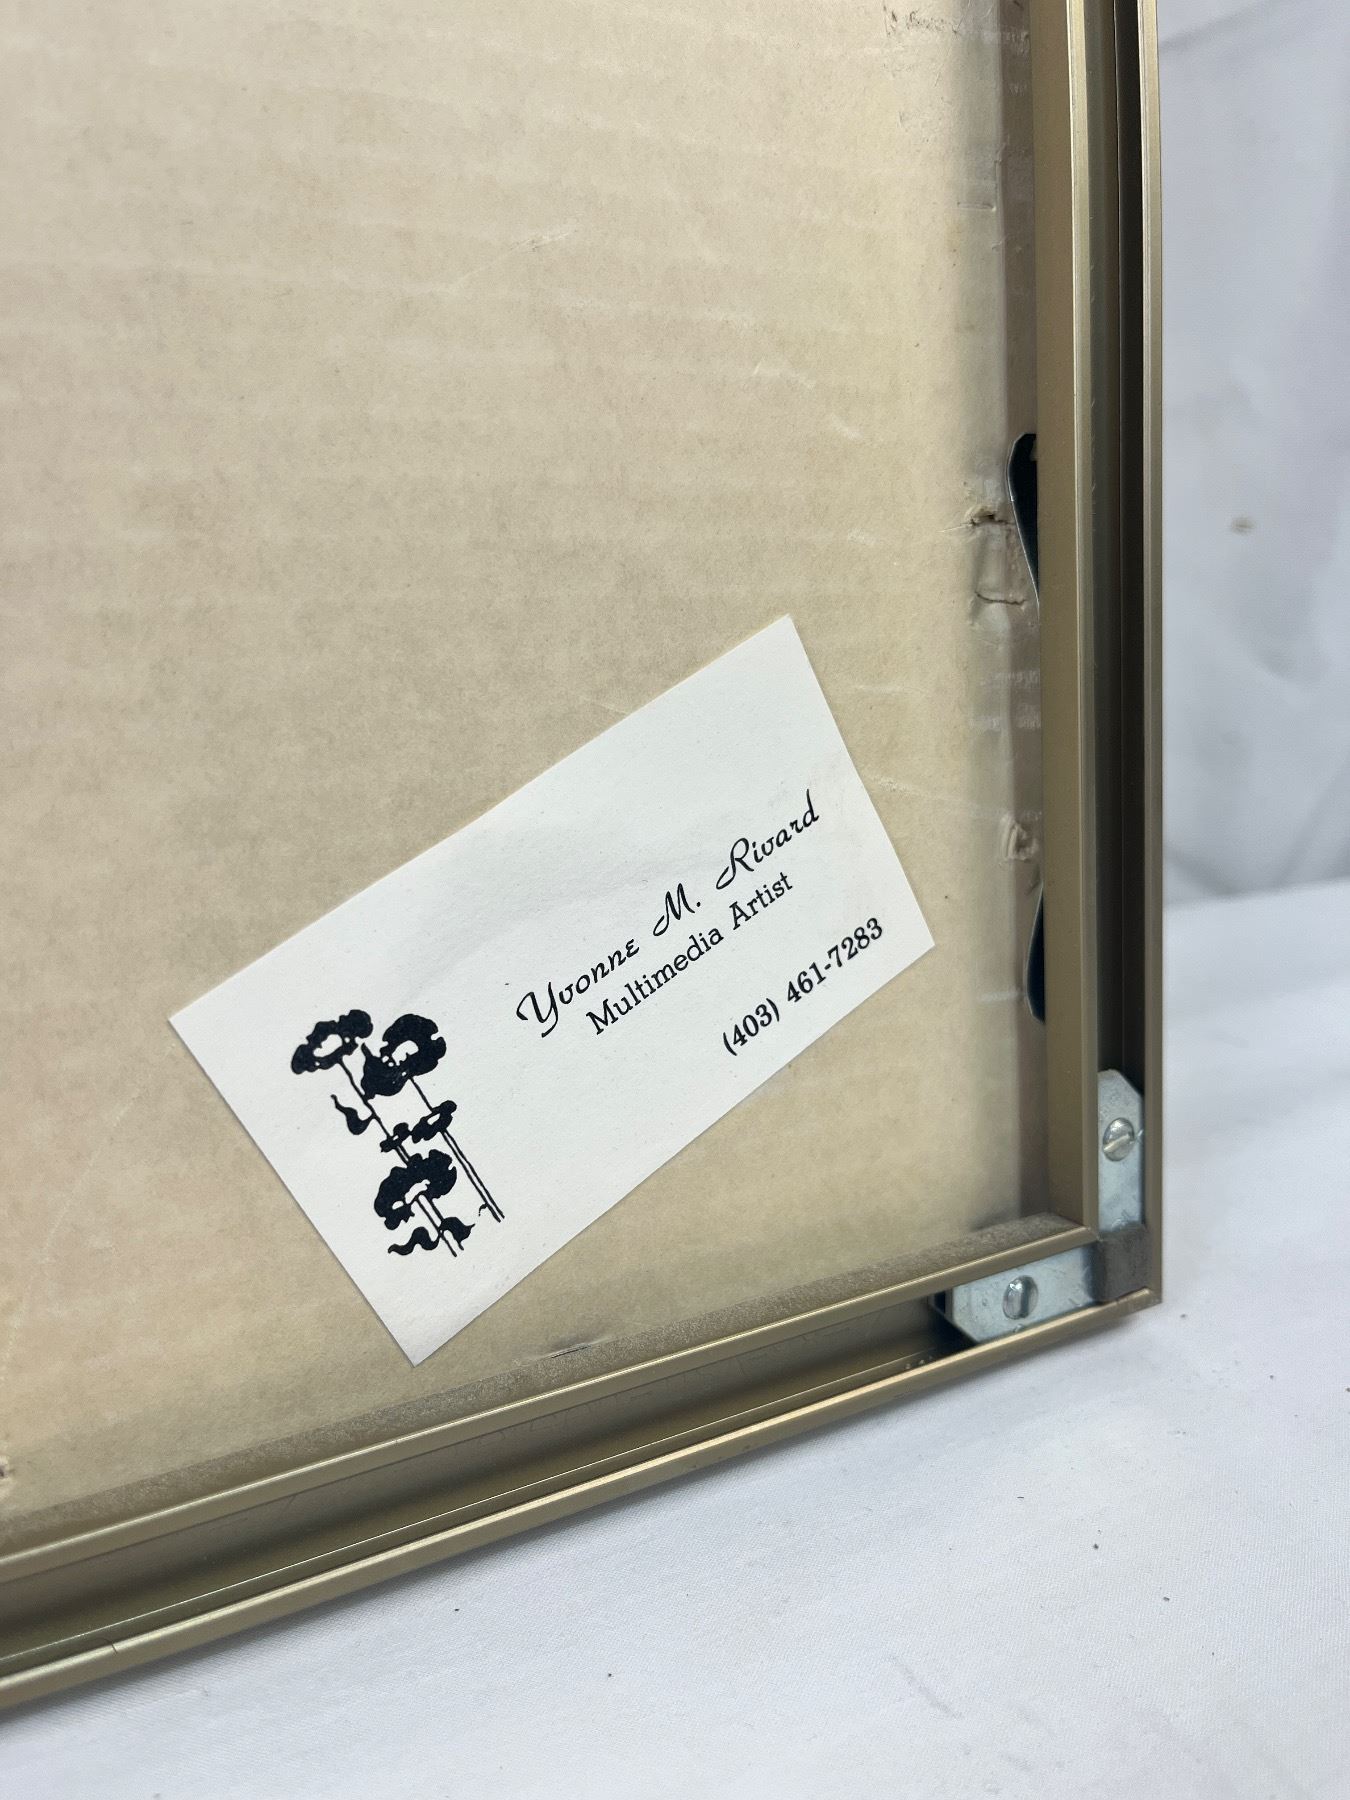 Yvonne M. Rivard
Multimedia Artist
(403) 461-7283